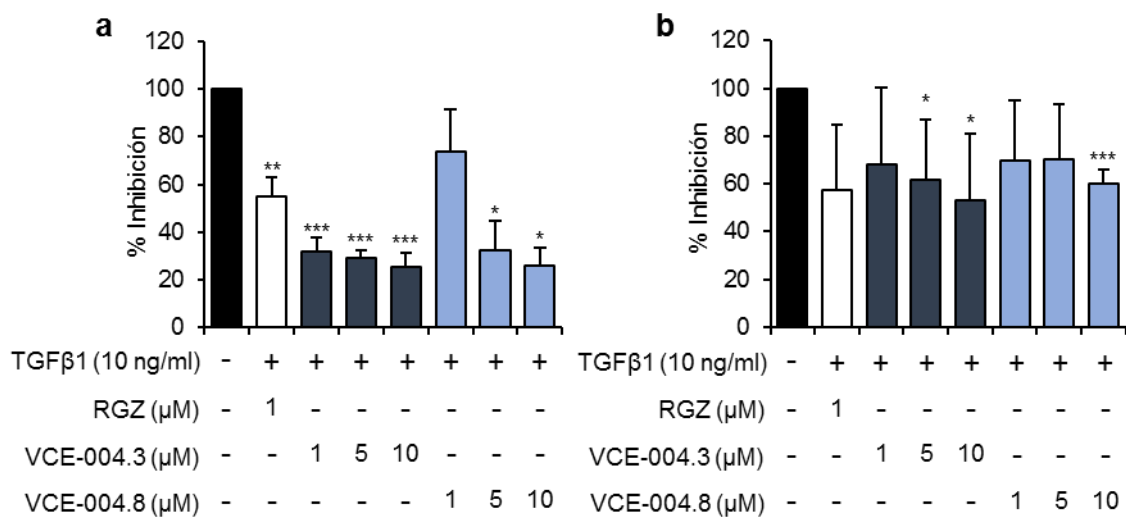 a
120
100
80
60
40
20
0
% Inhibición
** *** *** *** * *
TGFβ1 (10 ng/ml) - + + + + + + +
RGZ (µM) - 1 - - - - - -
VCE-004.3 (µM) - - 1 5 10 - - -
VCE-004.8 (µM) - - - - - 1 5 10
b
120
100
80
60
40
20
0
% Inhibición
* * ***
TGFβ1 (10 ng/ml) - + + + + + + +
RGZ (µM) - 1 - - - - - -
VCE-004.3 (µM) - - 1 5 10 - - -
VCE-004.8 (µM) - - - - - 1 5 10